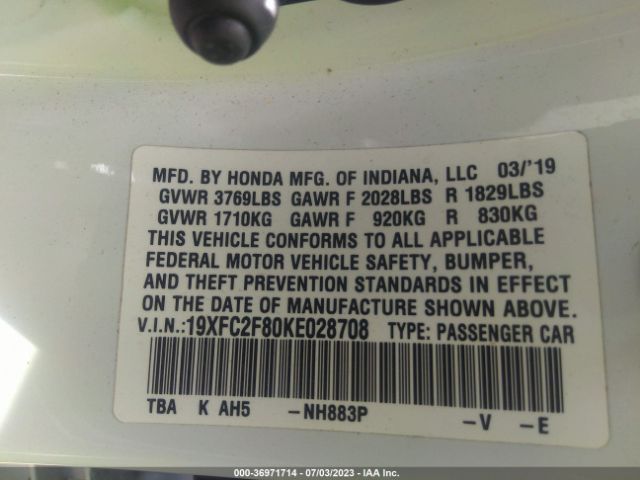 MFD. BY HONDA MFG. OF INDIANA, LLC 03/'19
GVWR 3769LBS GAWR F 2028LBS R 1829LBS
GVWR 1710KG GAWR F 920KG R 830KG
THIS VEHICLE CONFORMS TO ALL APPLICABLE
FEDERAL MOTOR VEHICLE SAFETY, BUMPER,
AND THEFT PREVENTION STANDARDS IN EFFECT
ON THE DATE OF MANUFACTURE SHOWN ABOVE.
V.I.N.:19XFC2F80KE028708 TYPE: PASSENGER CAR
TBA K AH5 -NH883P -V -E
000-36971714 - 07/03/2023 - IAA Inc.